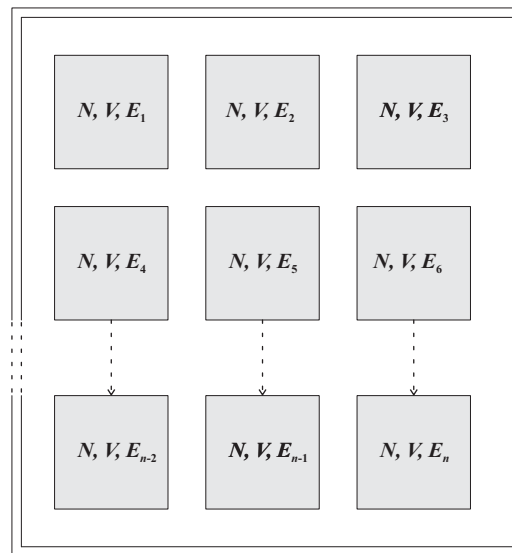 N, V, E₁ N, V, E₂ N, V, E₃
N, V, E₄ N, V, E₅ N, V, E₆
N, V, Eₙ₋₂ N, V, Eₙ₋₁ N, V, Eₙ